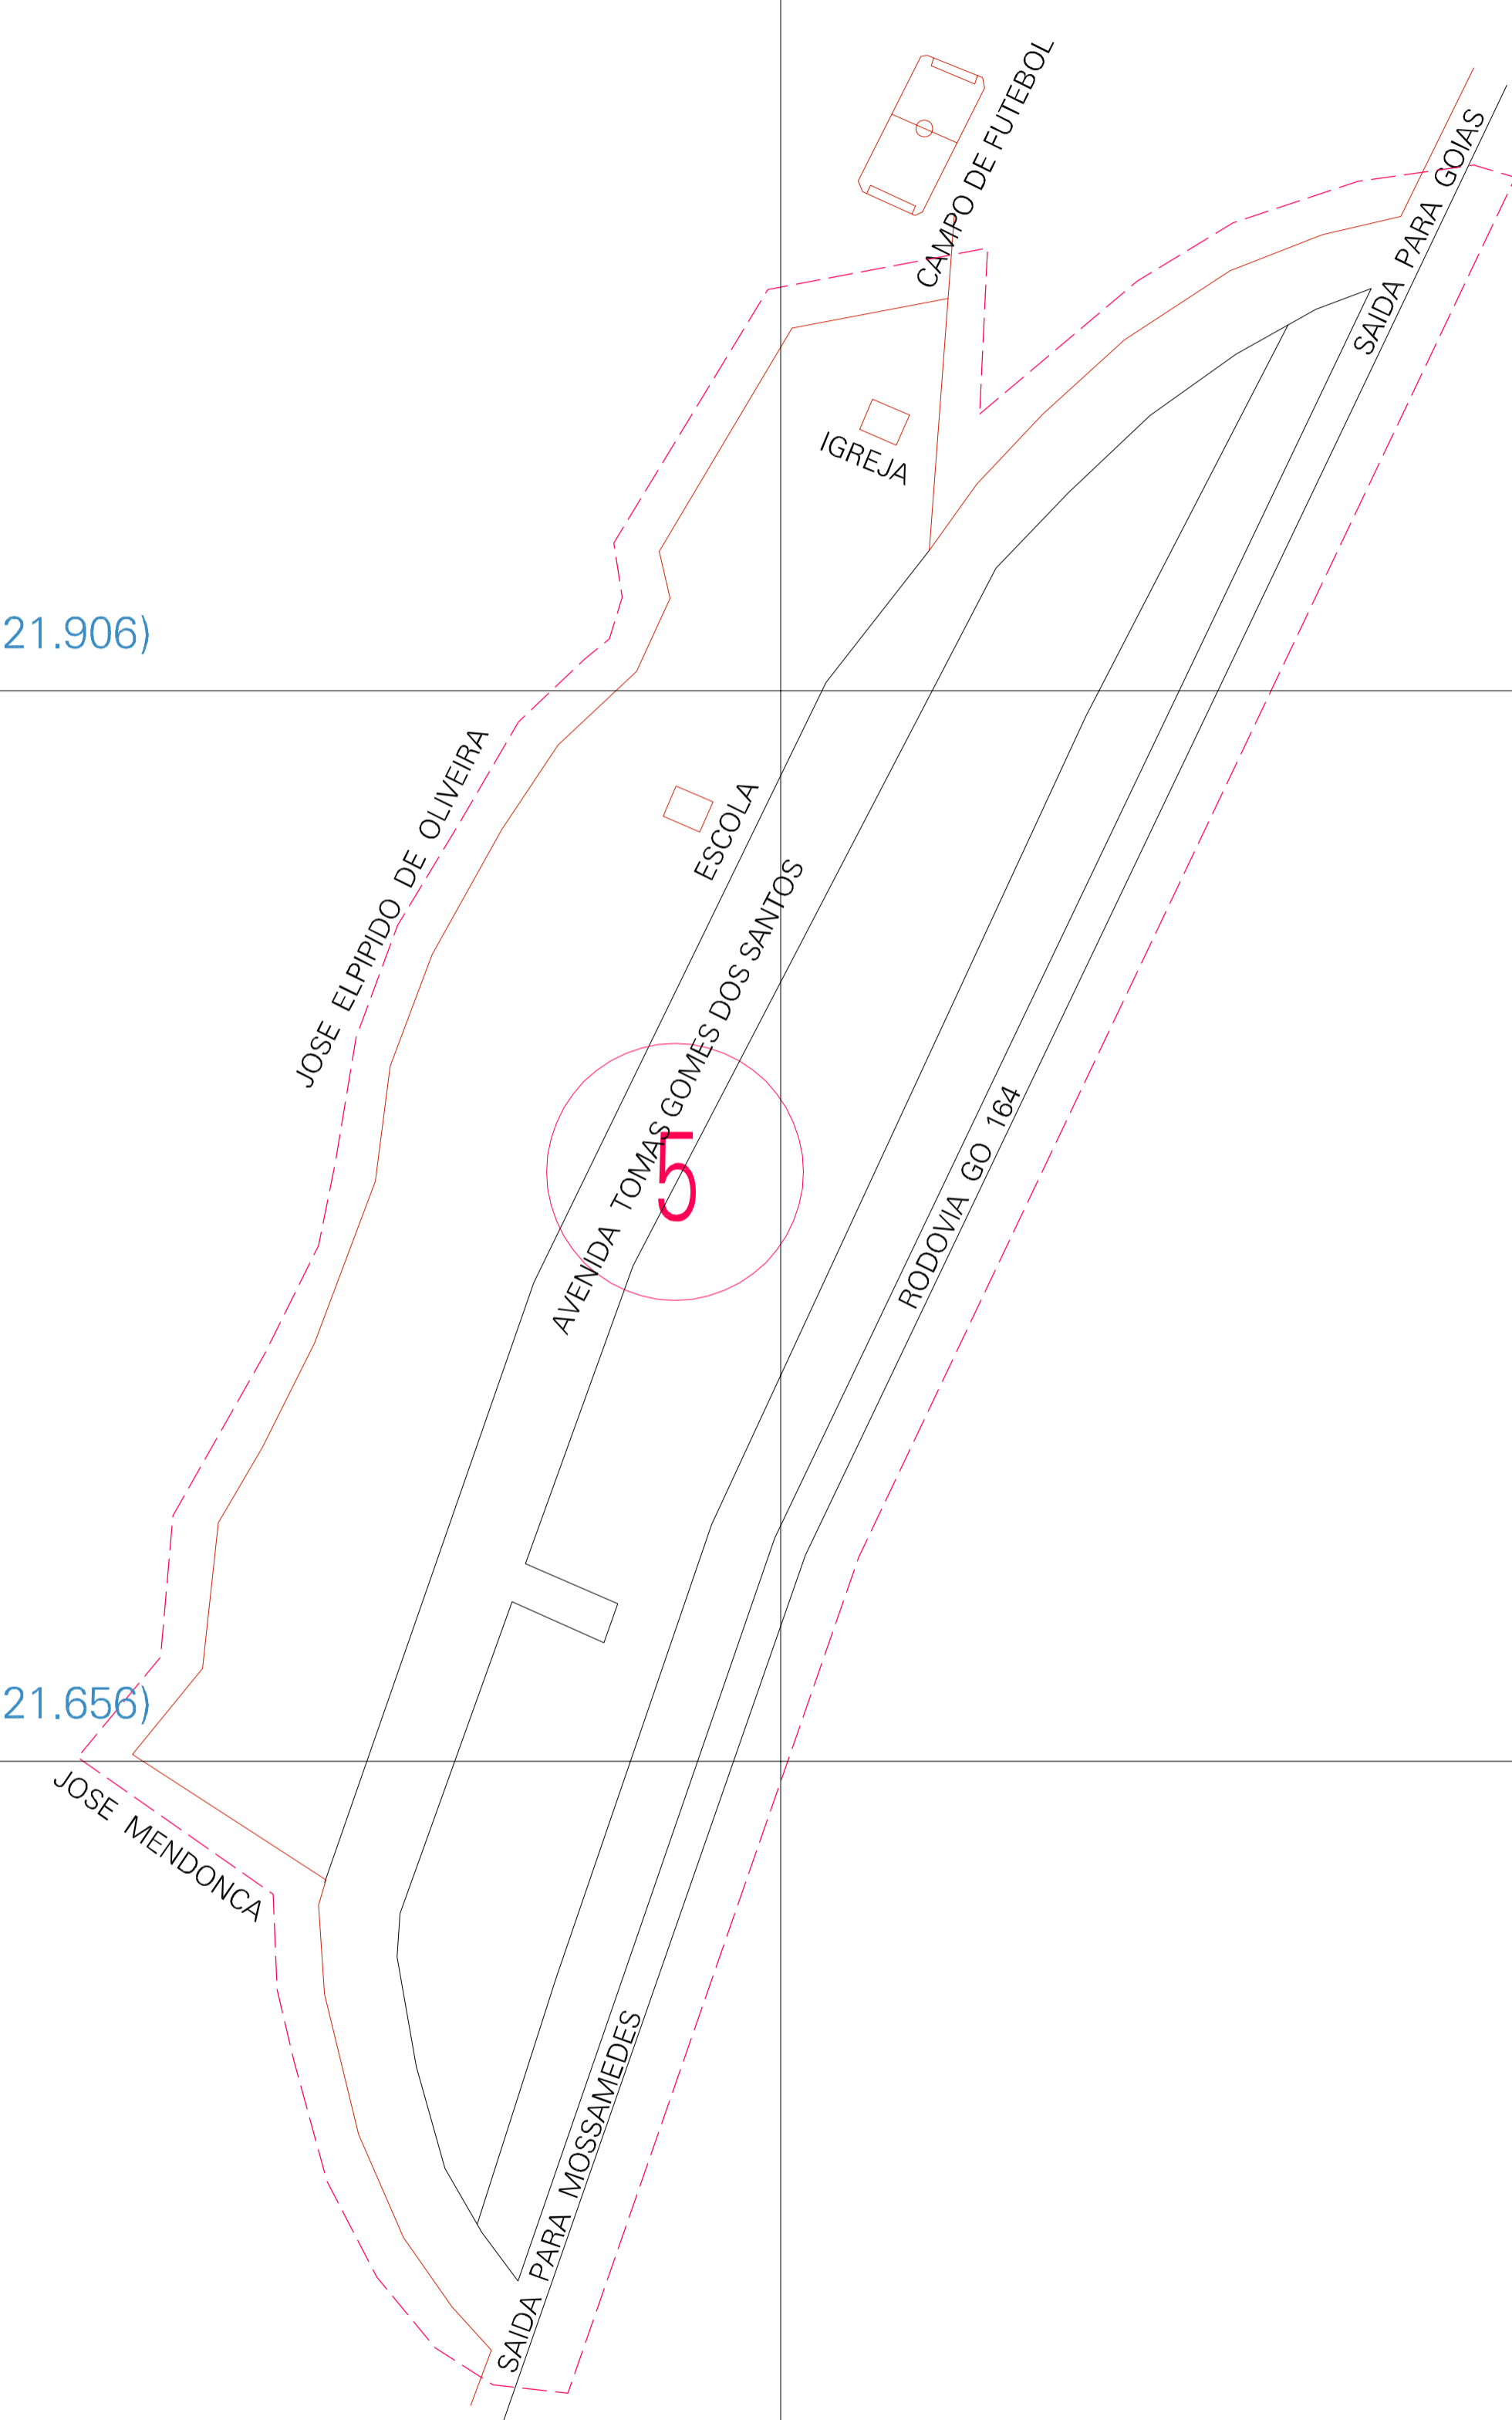 CAMPO DE FUTEBOL
SAIDA PARA GOIAS
IGREJA
21.906)
JOSE ELPIPIDO DE OLIVEIRA
ESCOLA
AVENIDA TOMAS GOMES DOS SANTOS
5
RODOVIA GO 164
21.656)
JOSE MENDONCA
SAIDA PARA MOSSAMEDES